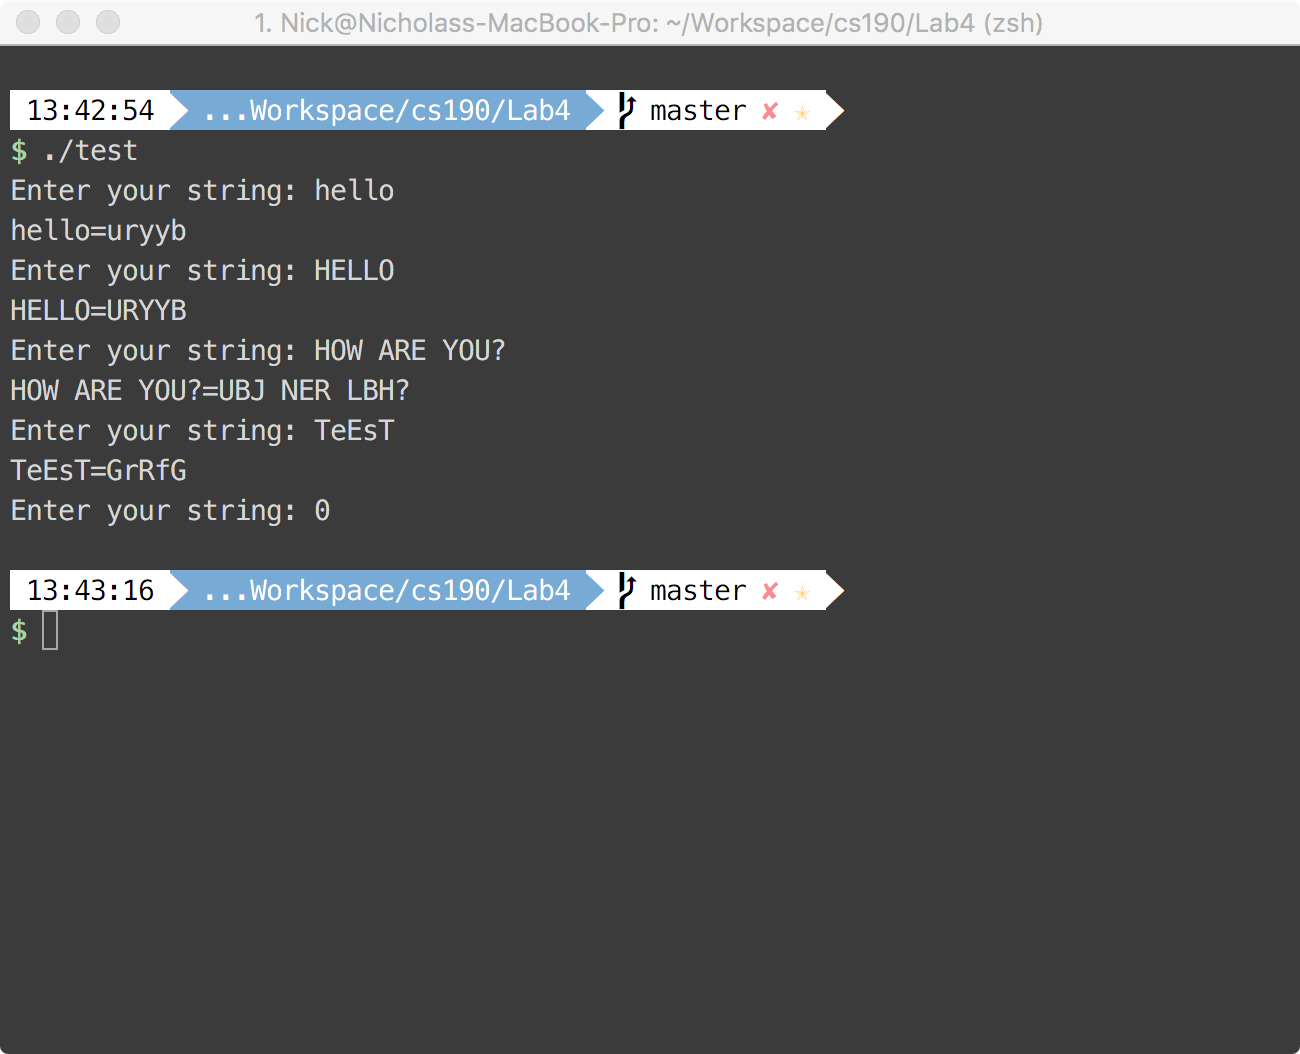 1. Nick@Nicholass-MacBook-Pro: ~/Workspace/cs190/Lab4 (zsh)
13:42:54 ...Workspace/cs190/Lab4 master ✘ ✭
$ ./test
Enter your string: hello
hello=uryyb
Enter your string: HELLO
HELLO=URYYB
Enter your string: HOW ARE YOU?
HOW ARE YOU?=UBJ NER LBH?
Enter your string: TeEsT
TeEsT=GrRfG
Enter your string: 0
13:43:16 ...Workspace/cs190/Lab4 master ✘ ✭
$